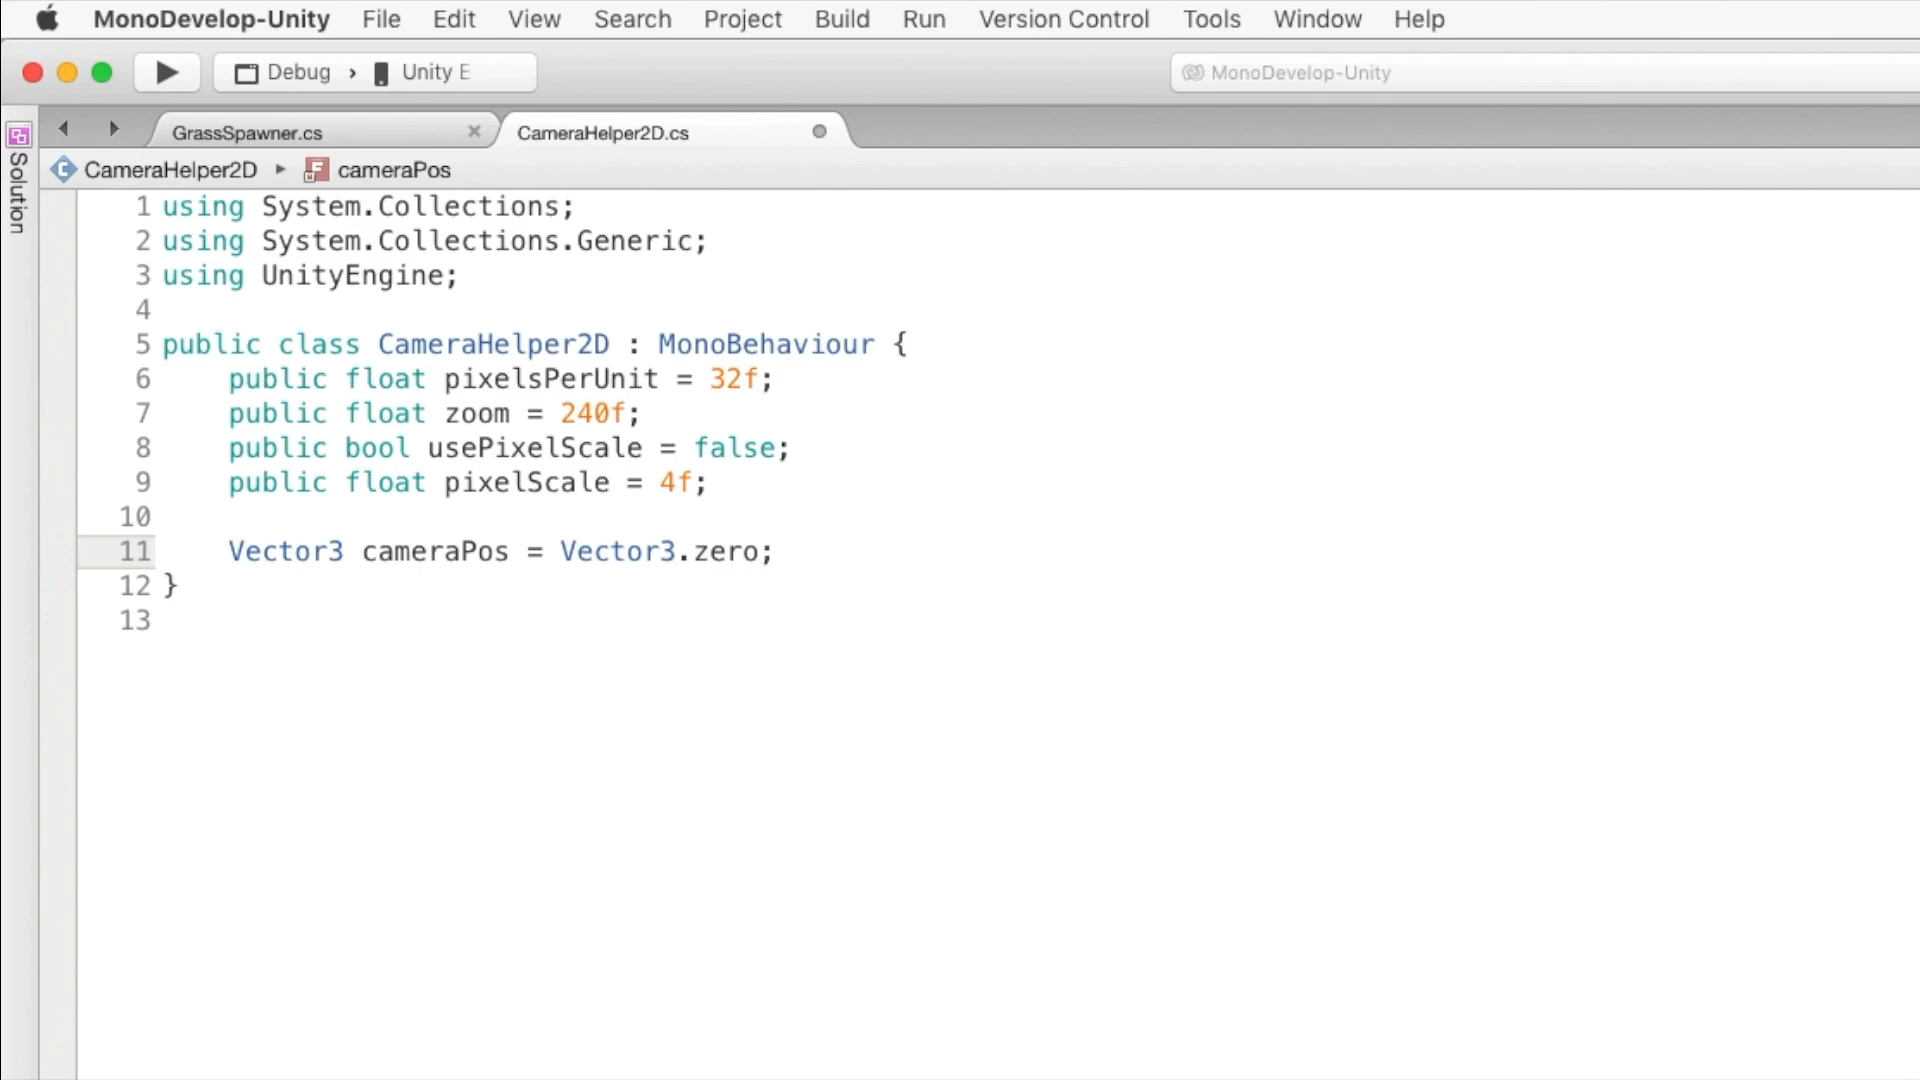 MonoDevelop-Unity File Edit View Search Project Build Run Version Control Tools Window Help
Debug › Unity E
MonoDevelop-Unity
GrassSpawner.cs
CameraHelper2D.cs
Solution
CameraHelper2D
cameraPos
1 using System.Collections;
2 using System.Collections.Generic;
3 using UnityEngine;
4
5 public class CameraHelper2D : MonoBehaviour {
6     public float pixelsPerUnit = 32f;
7     public float zoom = 240f;
8     public bool usePixelScale = false;
9     public float pixelScale = 4f;
10
11     Vector3 cameraPos = Vector3.zero;
12 }
13